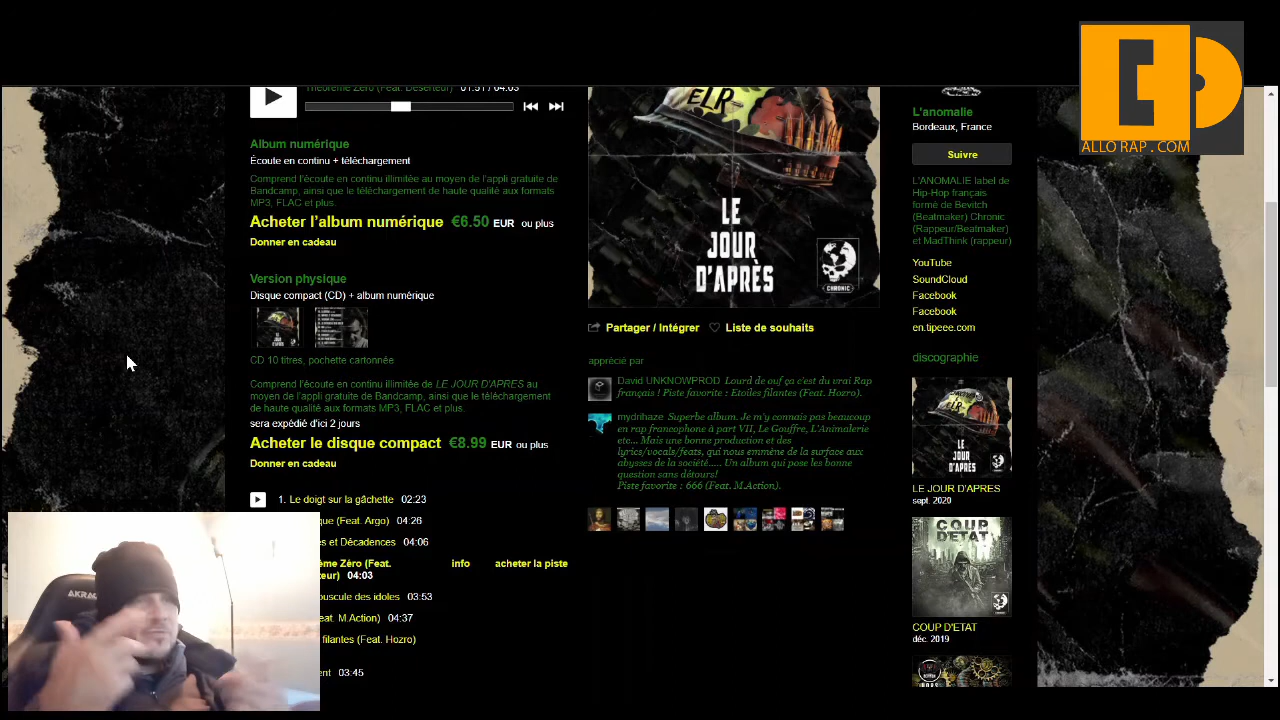 ALLO RAP . COM
Théorème Zéro (Feat. Déserteur) 01:51 / 04:03
Album numérique
Écoute en continu + téléchargement
Comprend l'écoute en continu illimitée au moyen de l'appli gratuite de
Bandcamp, ainsi que le téléchargement de haute qualité aux formats
MP3, FLAC et plus.
Acheter l'album numérique €6.50 EUR ou plus
Donner en cadeau
Version physique
Disque compact (CD) + album numérique
CD 10 titres, pochette cartonnée
Comprend l'écoute en continu illimitée de LE JOUR D'APRES au
moyen de l'appli gratuite de Bandcamp, ainsi que le téléchargement
de haute qualité aux formats MP3, FLAC et plus.
sera expédié d'ici 2 jours
Acheter le disque compact €8.99 EUR ou plus
Donner en cadeau
1. Le doigt sur la gâchette 02:23
que (Feat. Argo) 04:26
es et Décadences 04:06
ème Zéro (Feat. info acheter la piste
teur) 04:03
puscule des idoles 03:53
eat. M.Action) 04:37
filantes (Feat. Hozro)
ent 03:45
AKRAC
ELR
LE
JOUR
D'APRÈS
CHRONIC
Partager / Intégrer Liste de souhaits
apprécié par
David UNKNOWPROD Lourd de ouf ça c'est du vrai Rap
français ! Piste favorite : Etoiles filantes (Feat. Hozro).
mydrihaze Superbe album. Je m'y connais pas beaucoup
en rap francophone à part VII, Le Gouffre, L'Animalerie
etc... Mais une bonne production et des
lyrics/vocals/feats, qui nous emmène de la surface aux
abysses de la société..... Un album qui pose les bonne
question sans détours!
Piste favorite : 666 (Feat. M.Action).
L'anomalie
Bordeaux, France
Suivre
L'ANOMALIE label de
Hip-Hop français
formé de Bevitch
(Beatmaker) Chronic
(Rappeur/Beatmaker)
et MadThink (rappeur)
YouTube
SoundCloud
Facebook
Facebook
en.tipeee.com
discographie
ELR
LE
JOUR
D'APRÈS
LE JOUR D'APRES
sept. 2020
COUP
D'ETAT
COUP D'ETAT
déc. 2019